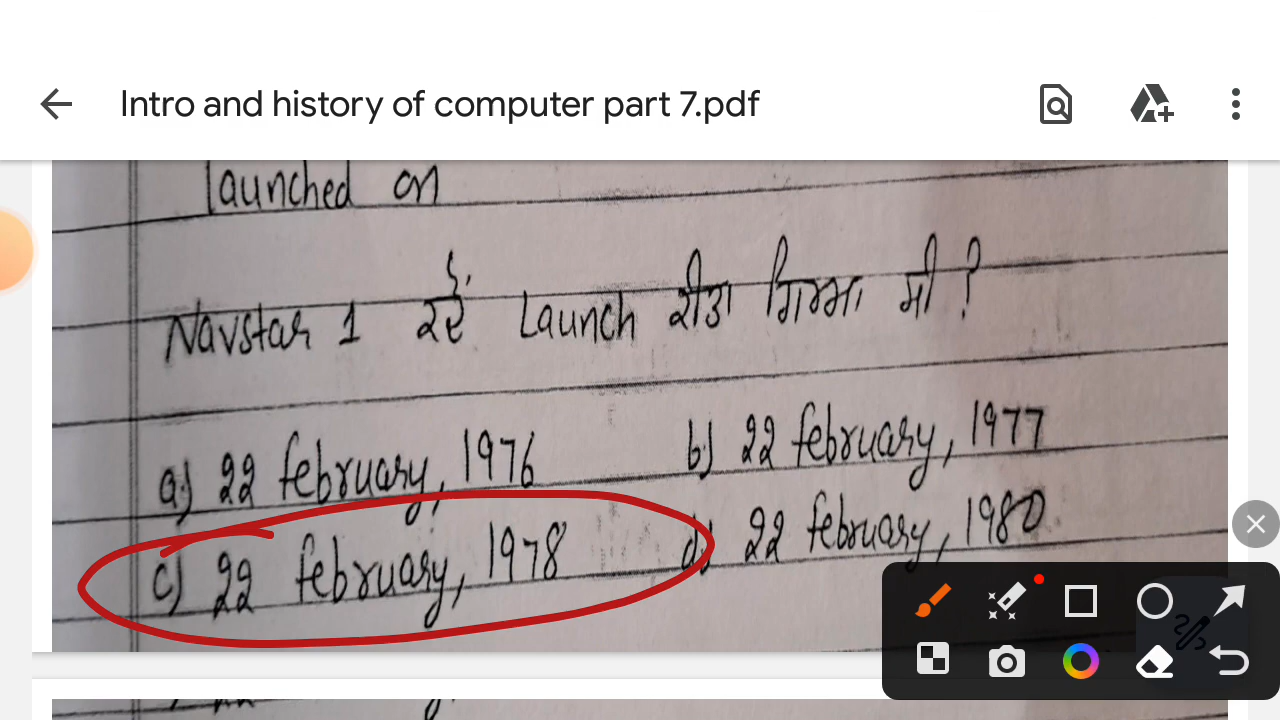 Intro and history of computer part 7.pdf
launched on
Navstar 1 ਕਦੋਂ Launch ਕੀਤਾ ਗਿਆ ਸੀ ?
a) 22 february, 1976 b) 22 february, 1977
c) 22 february, 1978 d) 22 february, 1980